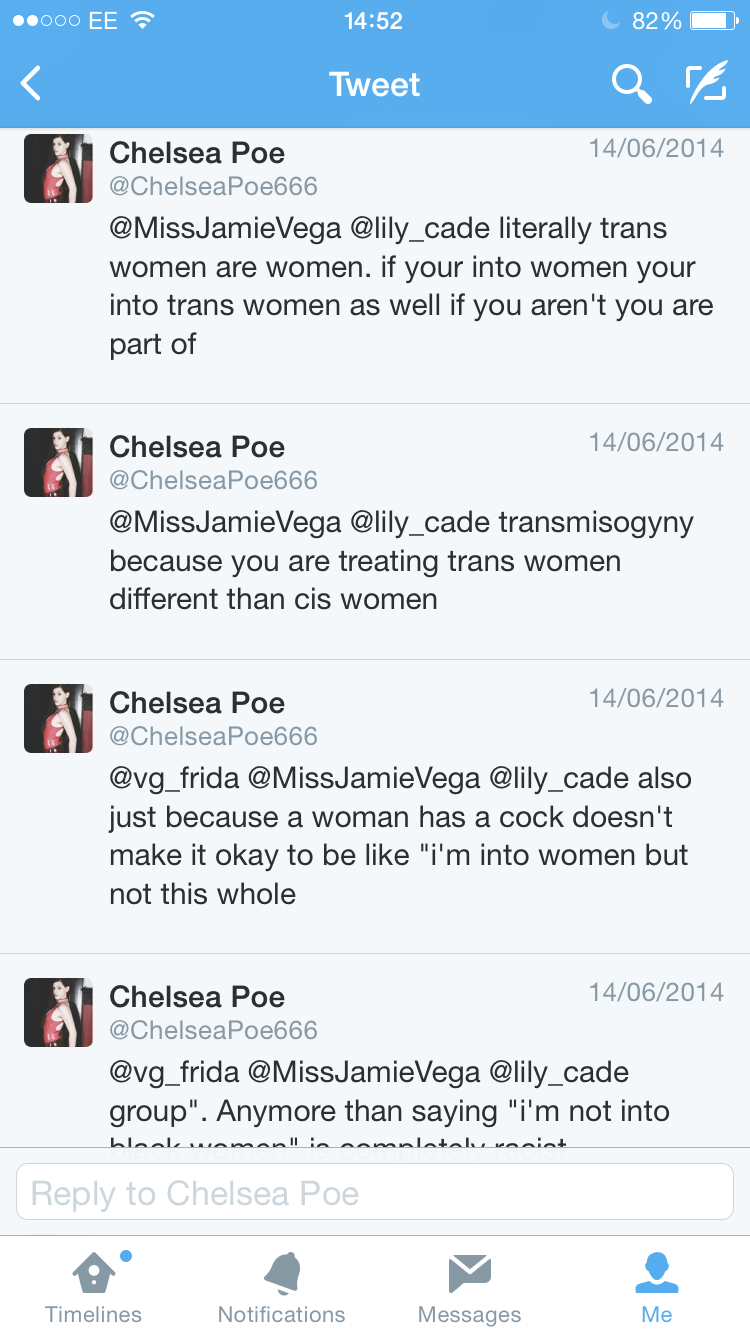 EE 14:52 82%
Tweet
Chelsea Poe 14/06/2014
@ChelseaPoe666
@MissJamieVega @lily_cade literally trans
women are women. if your into women your
into trans women as well if you aren't you are
part of
Chelsea Poe 14/06/2014
@ChelseaPoe666
@MissJamieVega @lily_cade transmisogyny
because you are treating trans women
different than cis women
Chelsea Poe 14/06/2014
@ChelseaPoe666
@vg_frida @MissJamieVega @lily_cade also
just because a woman has a cock doesn't
make it okay to be like "i'm into women but
not this whole
Chelsea Poe 14/06/2014
@ChelseaPoe666
@vg_frida @MissJamieVega @lily_cade
group". Anymore than saying "i'm not into
black women" is completely racist
Reply to Chelsea Poe
Timelines Notifications Messages Me